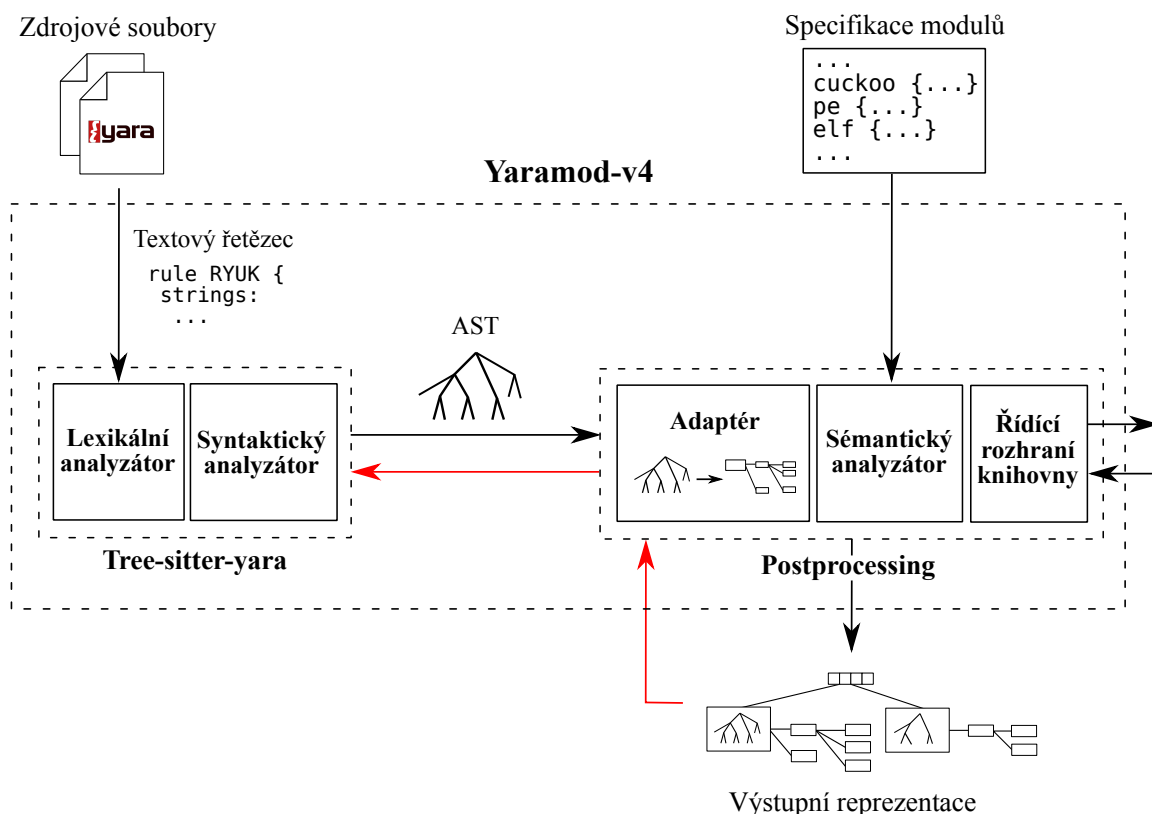 Zdrojové soubory
yara
Specifikace modulů
...
cuckoo {...}
pe {...}
elf {...}
...
Yaramod-v4
Textový řetězec
rule RYUK {
strings:
...
AST
Lexikální
analyzátor
Syntaktický
analyzátor
Tree-sitter-yara
Adaptér
Sémantický
analyzátor
Řídící
rozhraní
knihovny
Postprocessing
Výstupní reprezentace